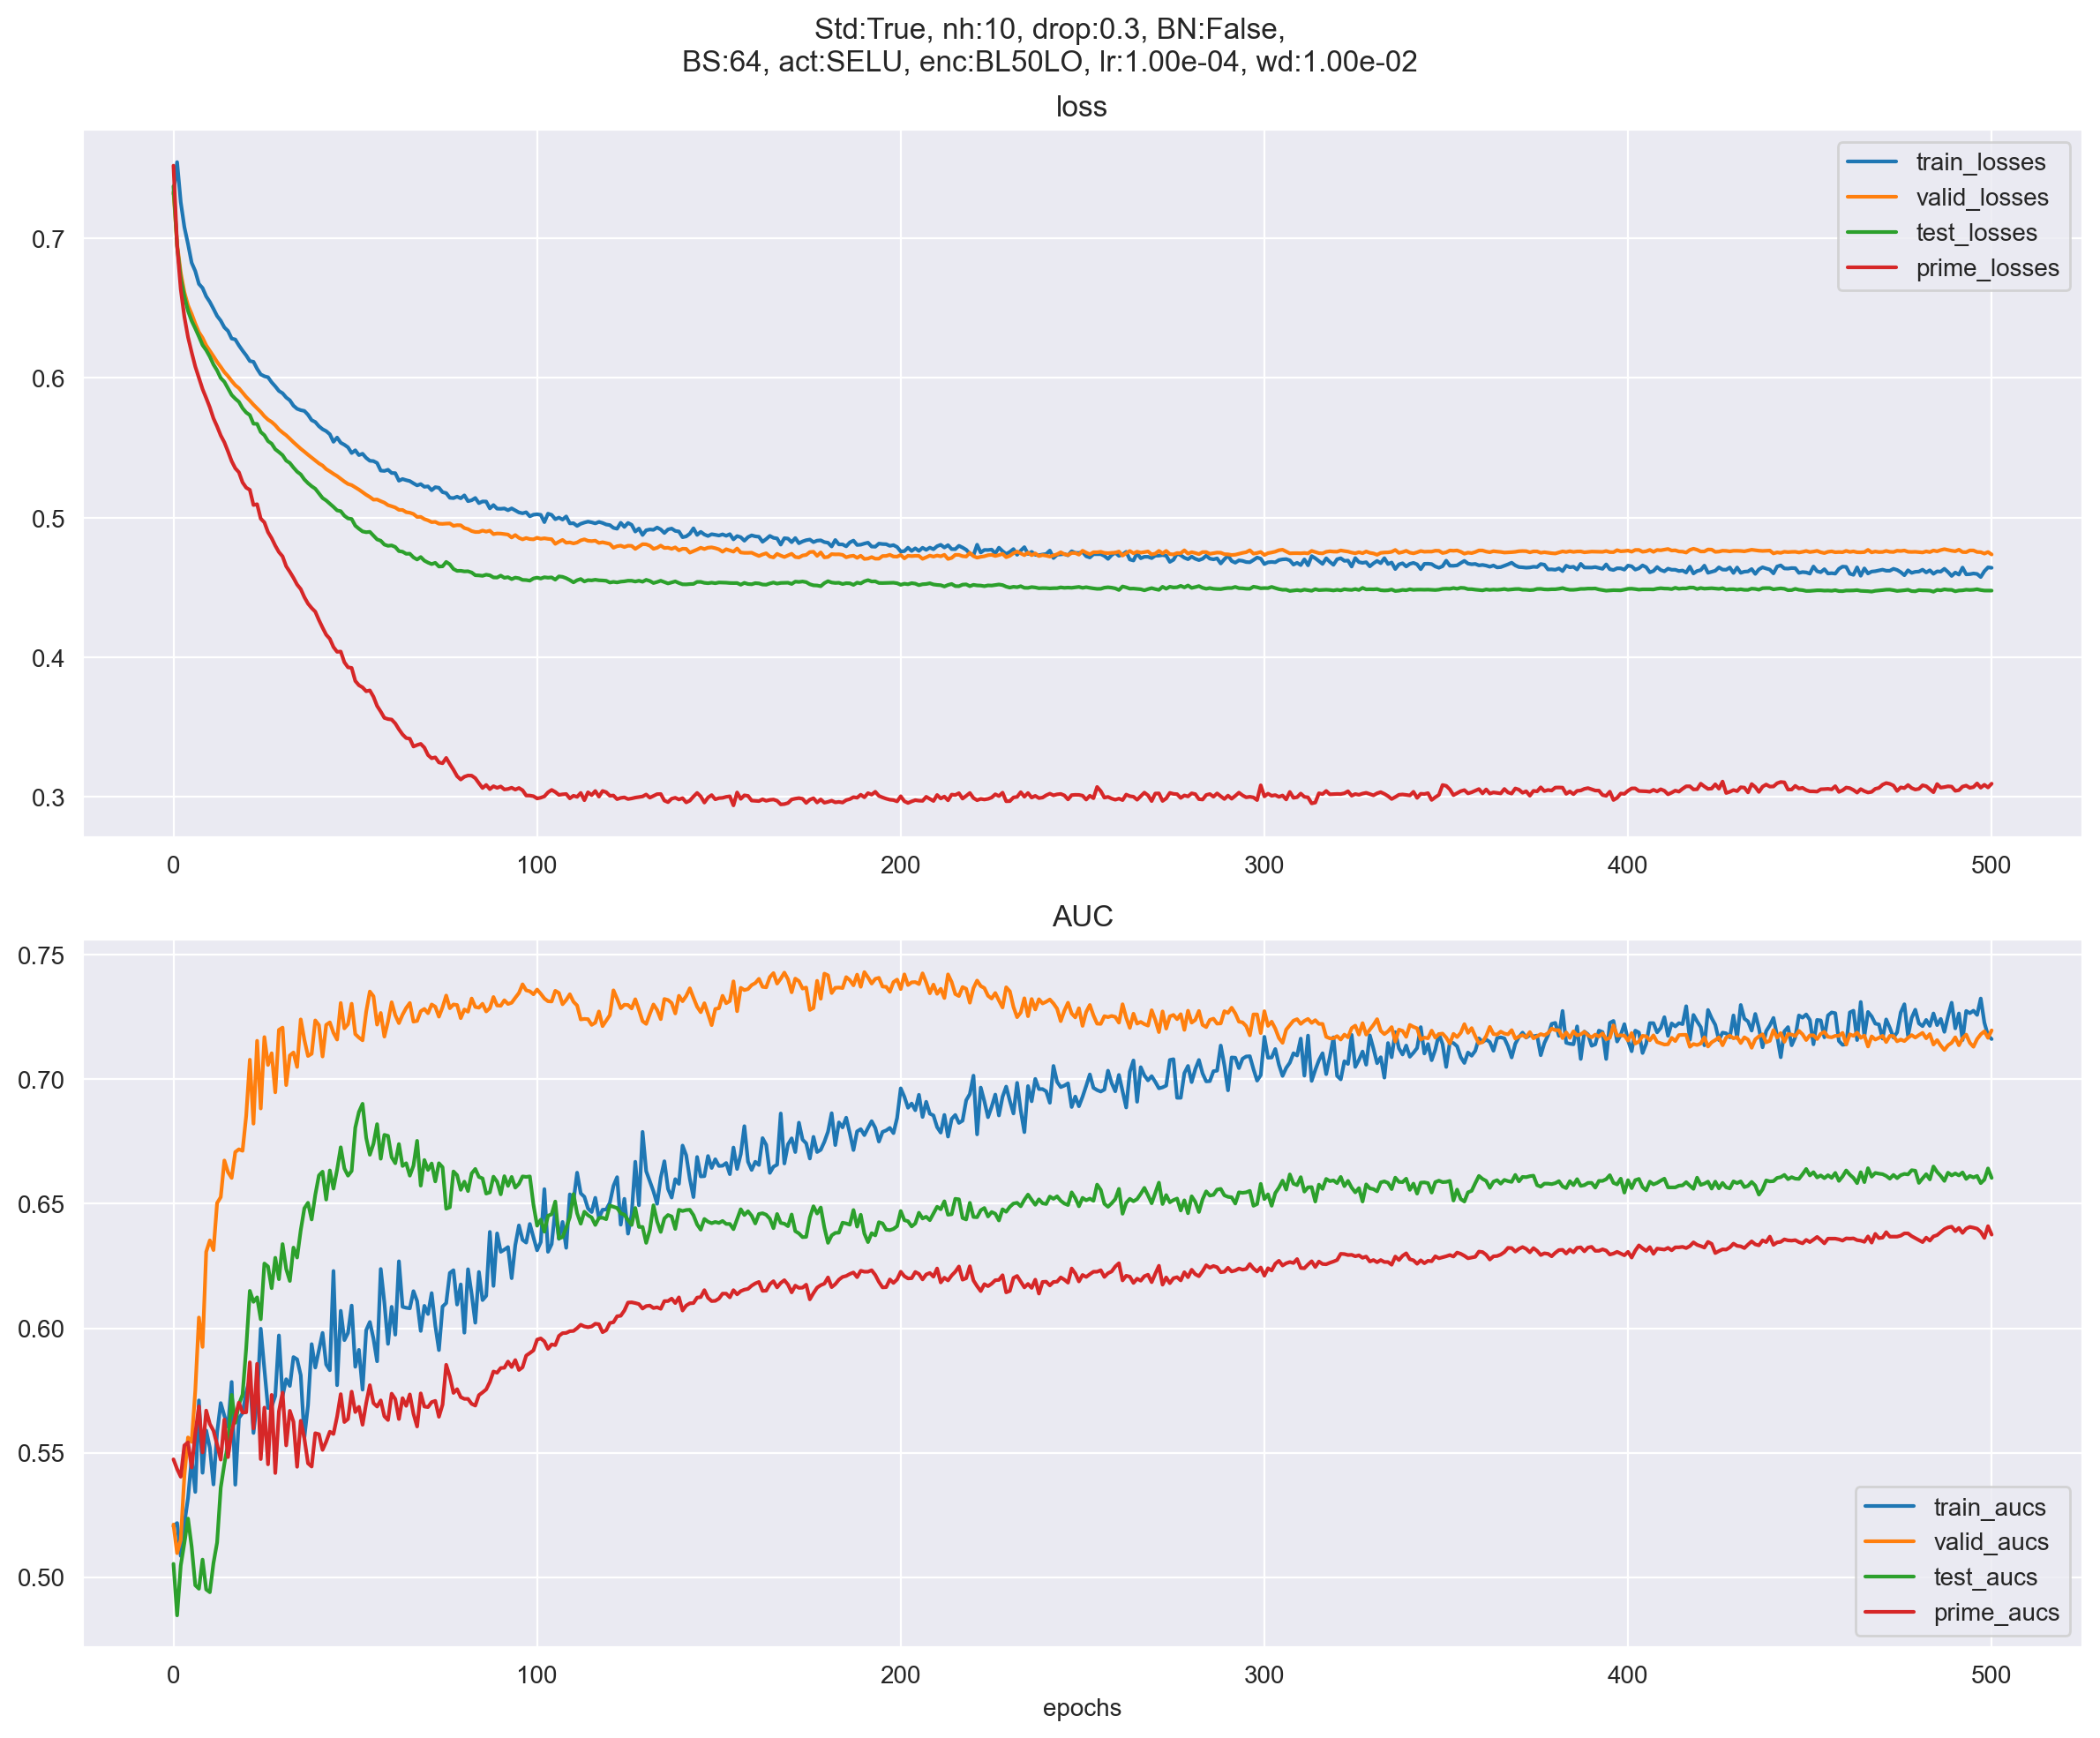 Std:True, nh:10, drop:0.3, BN:False,
BS:64, act:SELU, enc:BL50LO, lr:1.00e-04, wd:1.00e-02
loss
train_losses
valid_losses
test_losses
prime_losses
0.7
0.6
0.5
0.4
0.3
0
100
200
300
400
500
AUC
0.75
0.70
0.65
0.60
0.55
0.50
train_aucs
valid_aucs
test_aucs
prime_aucs
0
100
200
300
400
500
epochs